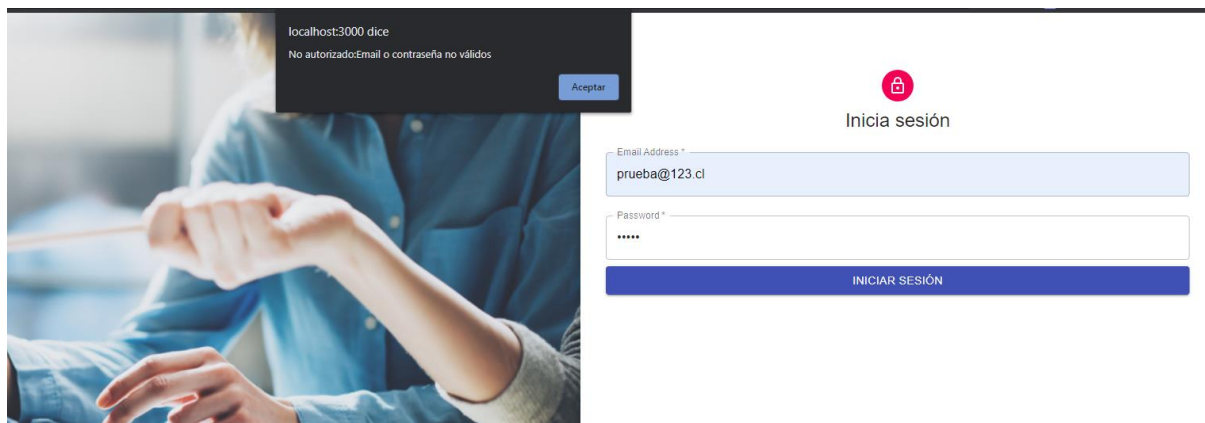 localhost:3000 dice
No autorizado:Email o contraseña no válidos
Aceptar
Inicia sesión
Email Address *
prueba@123.cl
Password *
•••••
INICIAR SESIÓN